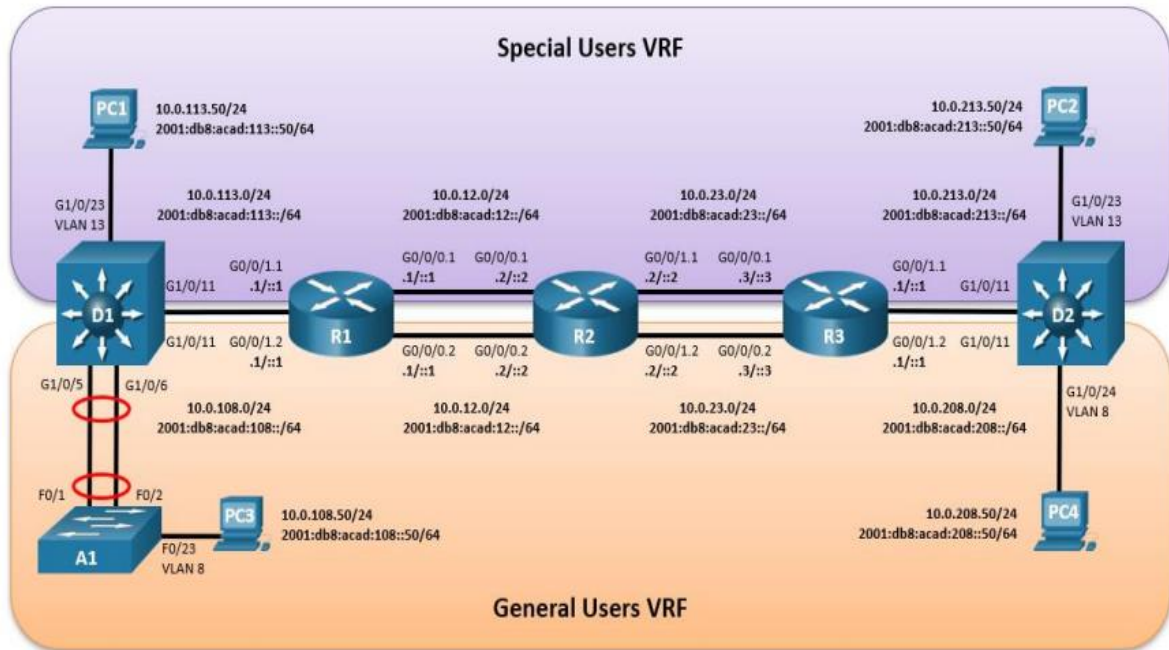 Special Users VRF
PC1
10.0.113.50/24
2001:db8:acad:113::50/64
10.0.213.50/24
2001:db8:acad:213::50/64
PC2
G1/0/23
VLAN 13
10.0.113.0/24
2001:db8:acad:113::/64
10.0.12.0/24
2001:db8:acad:12::/64
10.0.23.0/24
2001:db8:acad:23::/64
10.0.213.0/24
2001:db8:acad:213::/64
G1/0/23
VLAN 13
D1
G1/0/11
G0/0/1.1
.1/::1
R1
G0/0/0.1
.1/::1
G0/0/0.1
.2/::2
R2
G0/0/1.1
.2/::2
G0/0/0.1
.3/::3
R3
G0/0/1.1
.1/::1
G1/0/11
D2
G1/0/11
G0/0/1.2
.1/::1
G0/0/0.2
.1/::1
G0/0/0.2
.2/::2
G0/0/1.2
.2/::2
G0/0/0.2
.3/::3
G0/0/1.2
.1/::1
G1/0/11
G1/0/5
G1/0/6
10.0.108.0/24
2001:db8:acad:108::/64
10.0.12.0/24
2001:db8:acad:12::/64
10.0.23.0/24
2001:db8:acad:23::/64
10.0.208.0/24
2001:db8:acad:208::/64
G1/0/24
VLAN 8
F0/1
F0/2
A1
F0/23
VLAN 8
PC3
10.0.108.50/24
2001:db8:acad:108::50/64
10.0.208.50/24
2001:db8:acad:208::50/64
PC4
General Users VRF